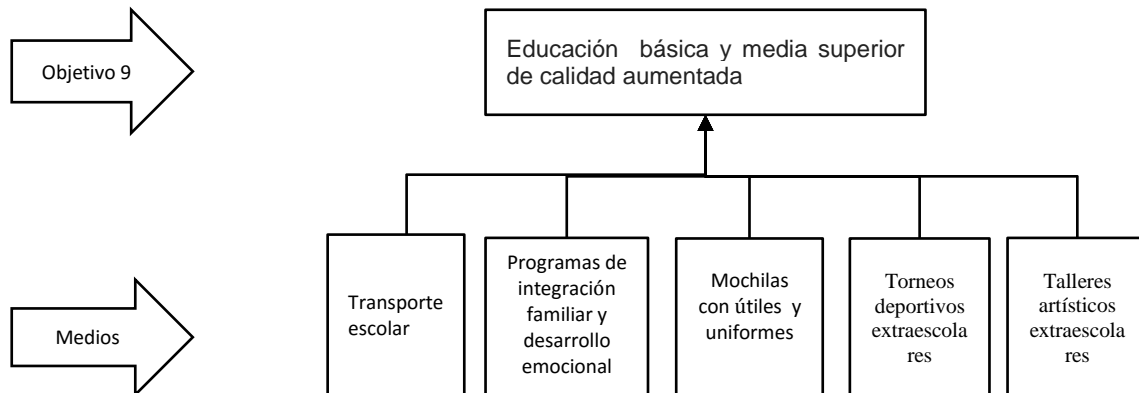 Objetivo 9
Educación básica y media superior
de calidad aumentada
Medios
Transporte
escolar
Programas de
integración
familiar y
desarrollo
emocional
Mochilas
con útiles y
uniformes
Torneos
deportivos
extraescola
res
Talleres
artísticos
extraescola
res